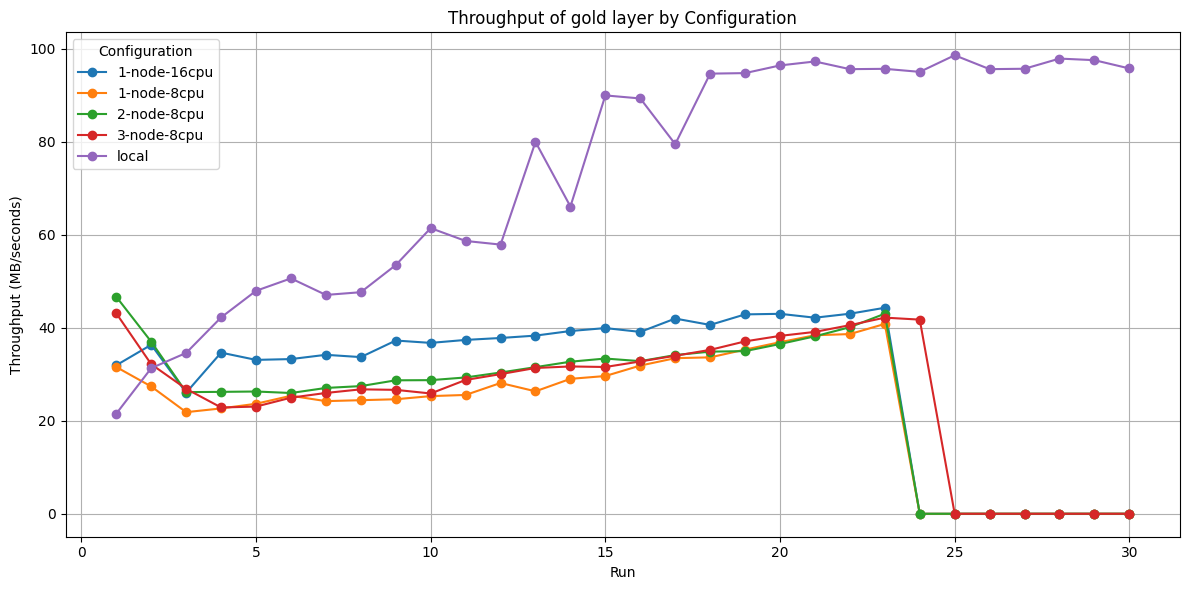 Throughput of gold layer by Configuration
Configuration
1-node-16cpu
1-node-8cpu
2-node-8cpu
3-node-8cpu
local
Throughput (MB/seconds)
100
80
60
40
20
0
0 5 10 15 20 25 30
Run